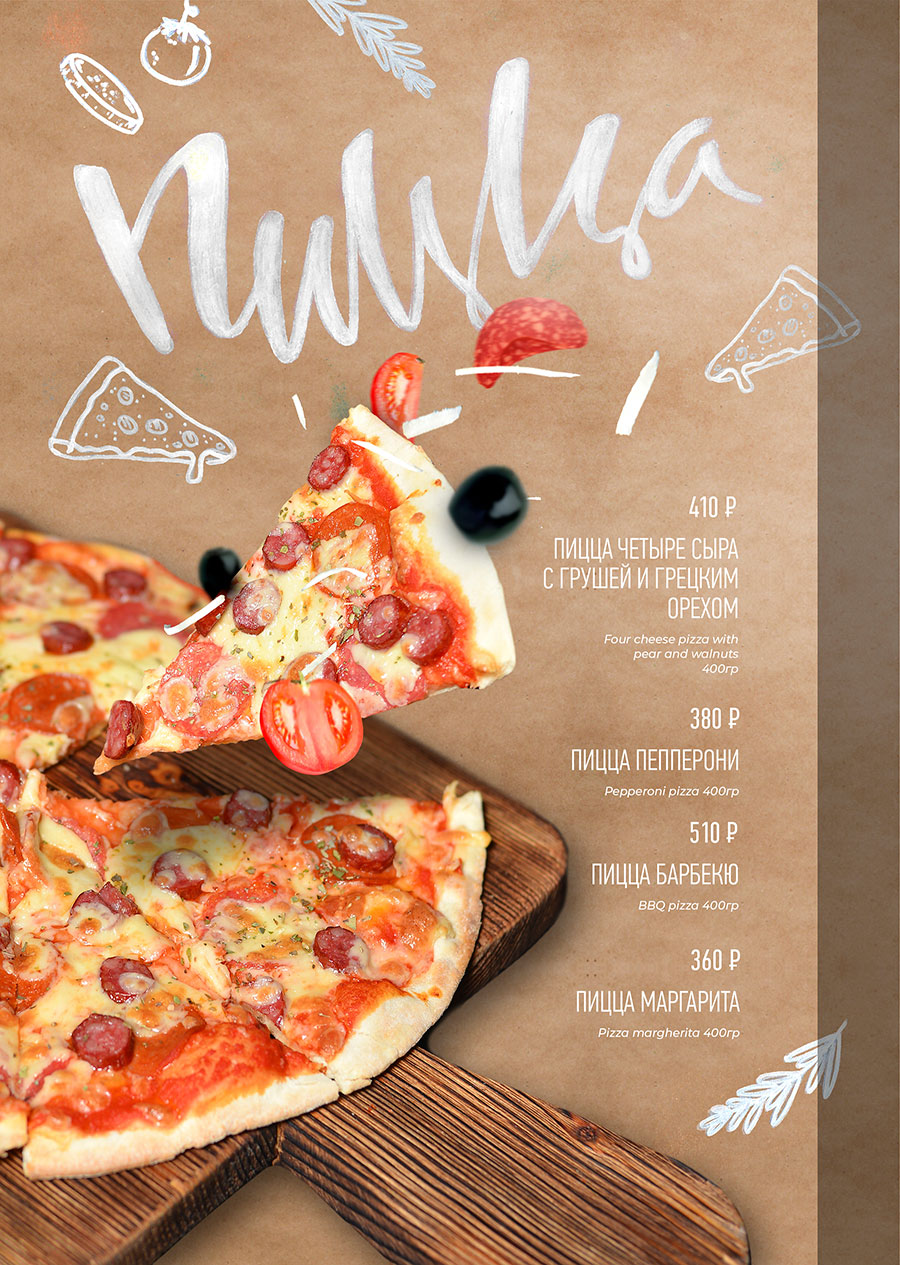 Пицца
410 ₽
ПИЦЦА ЧЕТЫРЕ СЫРА
С ГРУШЕЙ И ГРЕЦКИМ
ОРЕХОМ
Four cheese pizza with
pear and walnuts
400гр
380 ₽
ПИЦЦА ПЕППЕРОНИ
Pepperoni pizza 400гр
510 ₽
ПИЦЦА БАРБЕКЮ
BBQ pizza 400гр
360 ₽
ПИЦЦА МАРГАРИТА
Pizza margherita 400гр